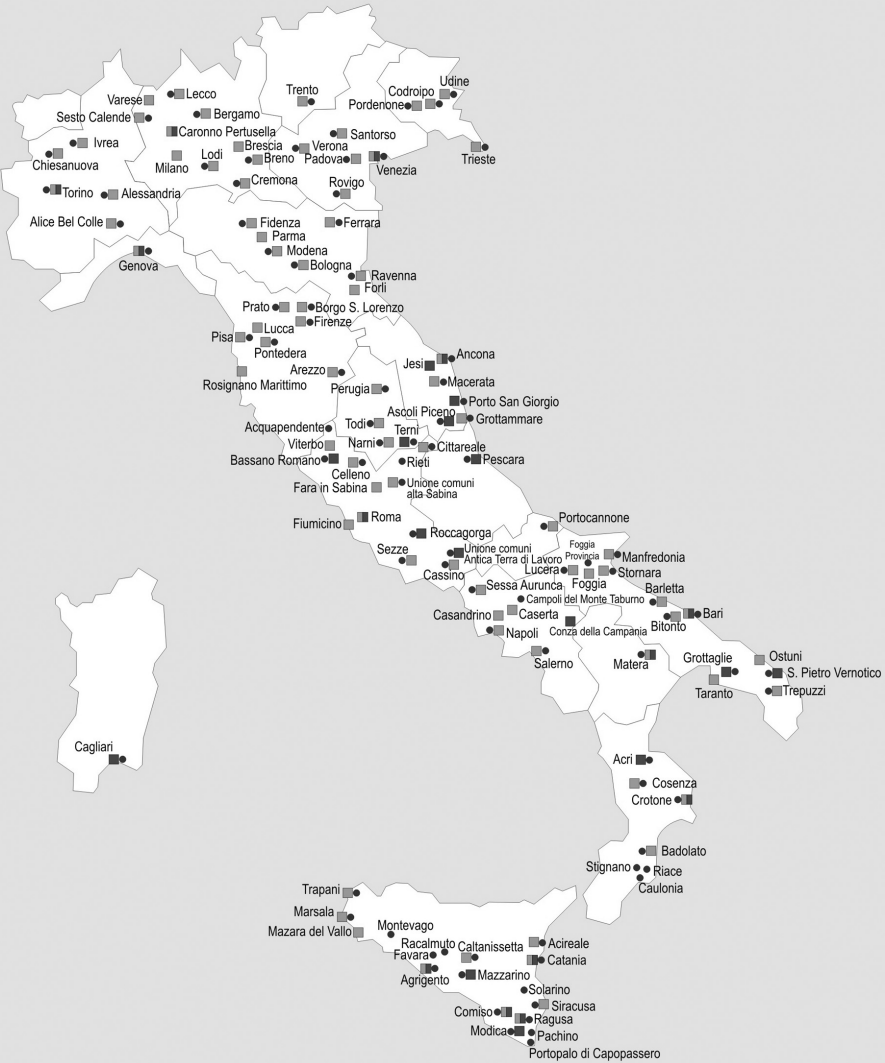 Udine
Trento
Codroipo
Lecco
Varese
Pordenone
Bergamo
Sesto Calende
Caronno Pertusella
Santorso
Ivrea
Brescia
Verona
Lodi
Breno
Padova
Trieste
Chiesanuova
Milano
Venezia
Cremona
Torino
Alessandria
Rovigo
Alice Bel Colle
Fidenza
Ferrara
Parma
Modena
Genova
Bologna
Ravenna
Forli
Prato
Borgo S. Lorenzo
Firenze
Lucca
Pisa
Pontedera
Ancona
Jesi
Arezzo
Rosignano Marittimo
Macerata
Perugia
Porto San Giorgio
Ascoli Piceno
Grottammare
Acquapendente
Todi
Terni
Viterbo
Narni
Cittareale
Bassano Romano
Rieti
Pescara
Celleno
Fara in Sabina
Unione comuni
alta Sabina
Fiumicino
Roma
Portocannone
Roccagorga
Foggia
Provincia
Unione comuni
Antica Terra di Lavoro
Manfredonia
Sezze
Lucera
Cassino
Foggia
Stornara
Sessa Aurunca
Barletta
Campoli del Monte Taburno
Casandrino
Caserta
Bari
Bitonto
Napoli
Conza della Campania
Salerno
Matera
Grottaglie
Ostuni
S. Pietro Vernotico
Taranto
Trepuzzi
Cagliari
Acri
Cosenza
Crotone
Badolato
Stignano
Riace
Caulonia
Trapani
Marsala
Montevago
Mazara del Vallo
Racalmuto
Caltanissetta
Acireale
Favara
Catania
Agrigento
Mazzarino
Solarino
Siracusa
Comiso
Ragusa
Modica
Pachino
Portopalo di Capopassero